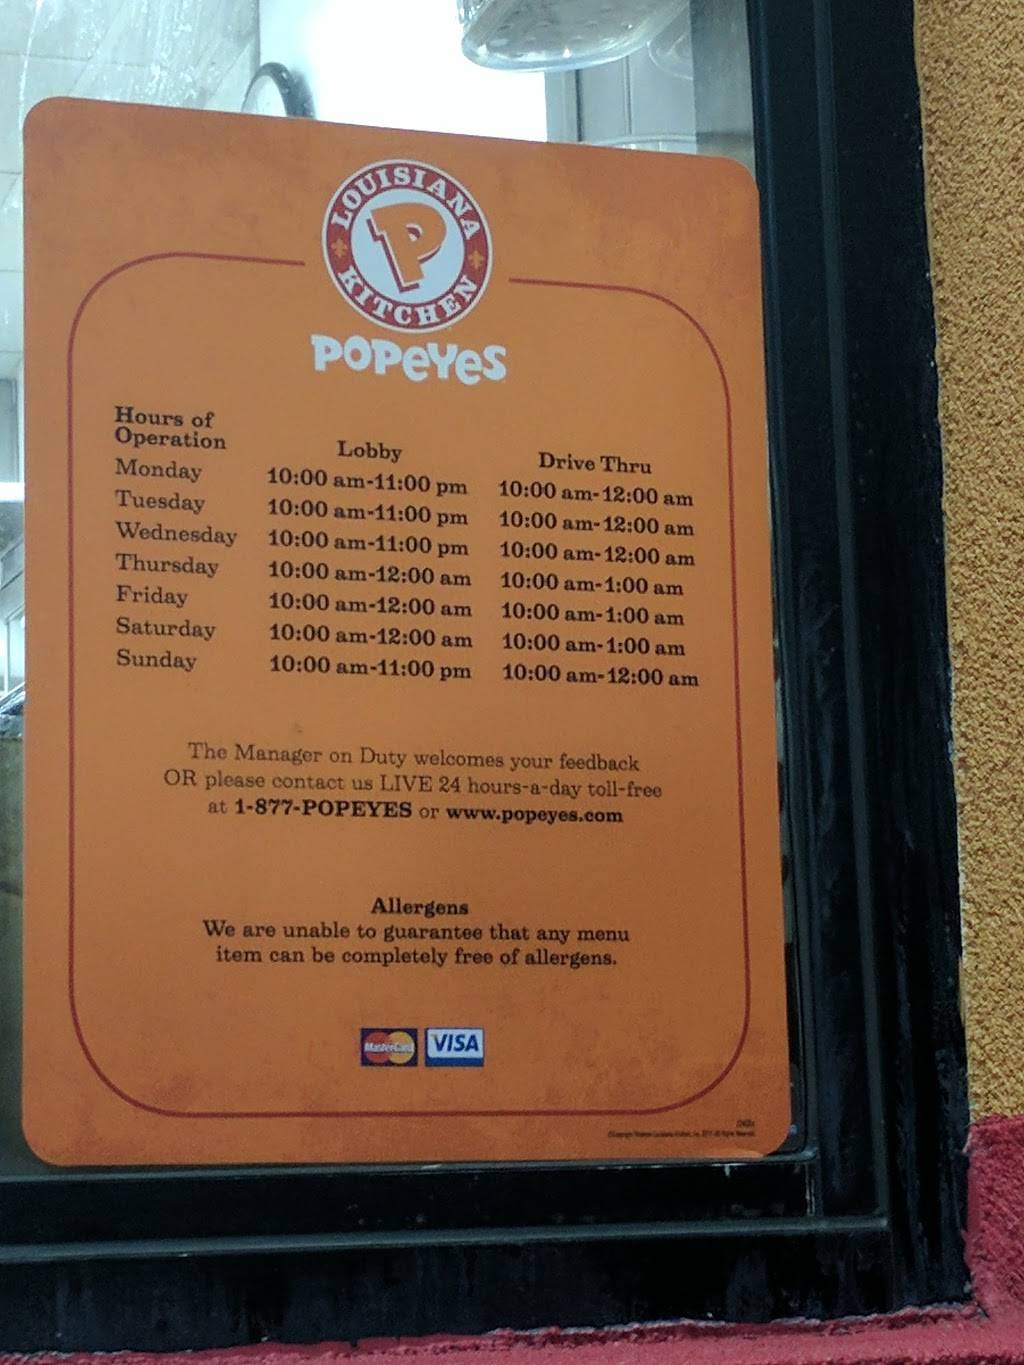 LOUISIANA
P
KITCHEN
POPEYES
Hours of
Operation Lobby Drive Thru
Monday 10:00 am-11:00 pm 10:00 am-12:00 am
Tuesday 10:00 am-11:00 pm 10:00 am-12:00 am
Wednesday 10:00 am-11:00 pm 10:00 am-12:00 am
Thursday 10:00 am-12:00 am 10:00 am-1:00 am
Friday 10:00 am-12:00 am 10:00 am-1:00 am
Saturday 10:00 am-12:00 am 10:00 am-1:00 am
Sunday 10:00 am-11:00 pm 10:00 am-12:00 am
The Manager on Duty welcomes your feedback
OR please contact us LIVE 24 hours-a-day toll-free
at 1-877-POPEYES or www.popeyes.com
Allergens
We are unable to guarantee that any menu
item can be completely free of allergens.
MasterCard VISA